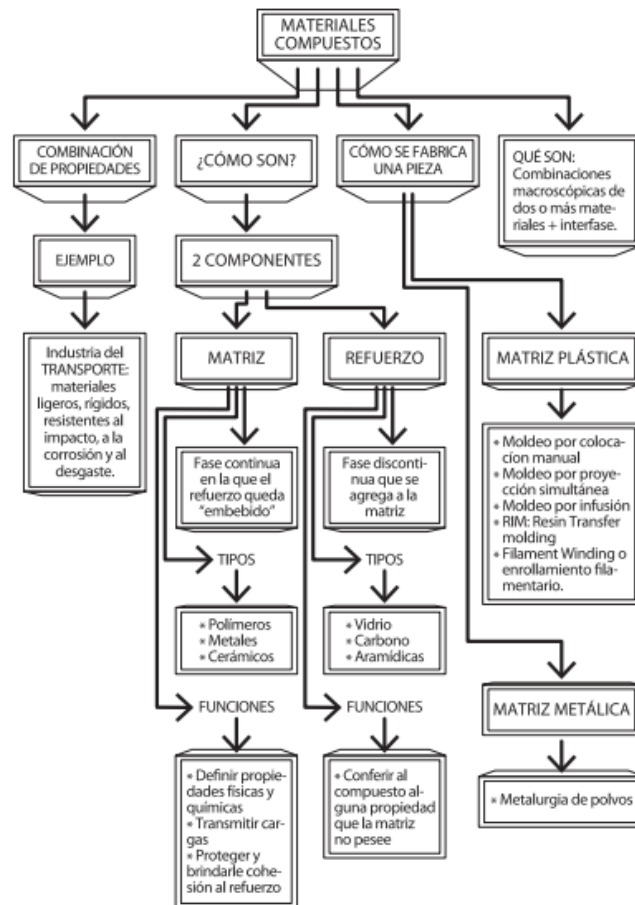 MATERIALES
COMPUESTOS
COMBINACIÓN
DE PROPIEDADES
¿CÓMO SON?
CÓMO SE FABRICA
UNA PIEZA
QUÉ SON:
Combinaciones
macroscópicas de
dos o más mate-
riales + interfase.
EJEMPLO
2 COMPONENTES
Industria del
TRANSPORTE:
materiales
ligeros, rígidos,
resistentes al
impacto, a la
corrosión y al
desgaste.
MATRIZ
REFUERZO
MATRIZ PLÁSTICA
Fase continua
en la que el
refuerzo queda
“embebido”
Fase disconti-
nua que se
agrega a la
matriz
* Moldeo por coloca-
cíon manual
* Moldeo por proye-
cción simultánea
* Moldeo por infusión
* RIM: Resin Transfer
molding
* Filament Winding o
enrollamiento fila-
mentario.
TIPOS
TIPOS
* Polímeros
* Metales
* Cerámicos
* Vidrio
* Carbono
* Aramídicas
FUNCIONES
FUNCIONES
MATRIZ METÁLICA
* Definir propie-
dades físicas y
químicas
* Transmitir car-
gas
* Proteger y
brindarle cohe-
sión al refuerzo
* Conferir al
compuesto al-
guna propiedad
que la matriz
no pesee
* Metalurgia de polvos